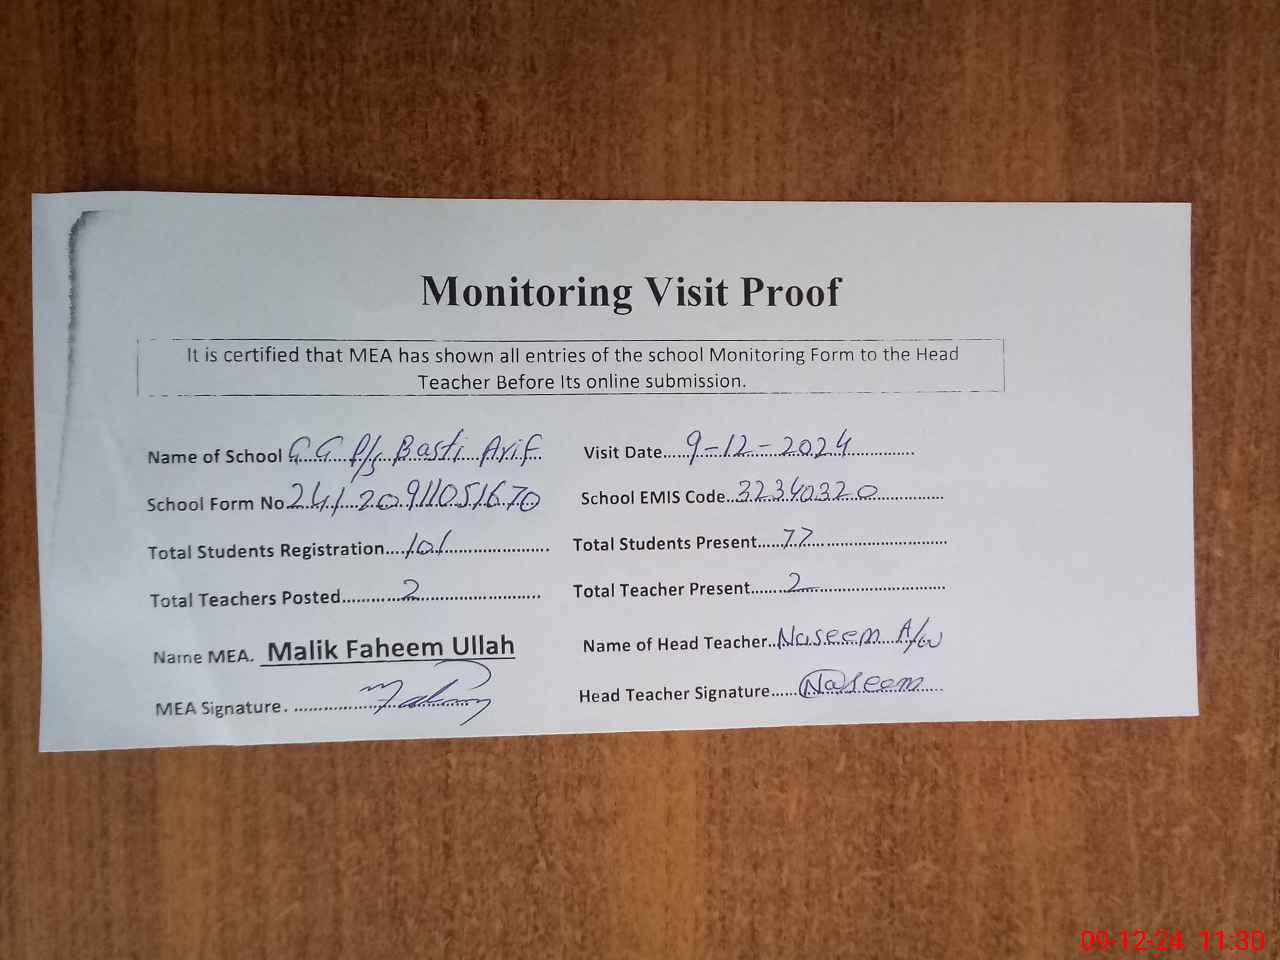 Monitoring Visit Proof
It is certified that MEA has shown all entries of the school Monitoring Form to the Head
Teacher Before Its online submission.
Name of School G.G P/s Basti Arif. Visit Date 9-12-2024
School Form No 24120911051670 School EMIS Code 32340320
Total Students Registration 101 Total Students Present 77
Total Teachers Posted 2 Total Teacher Present 2
Name MEA. Malik Faheem Ullah Name of Head Teacher Naseem A/w
MEA Signature. Head Teacher Signature Naseem
09-12-24 11:30